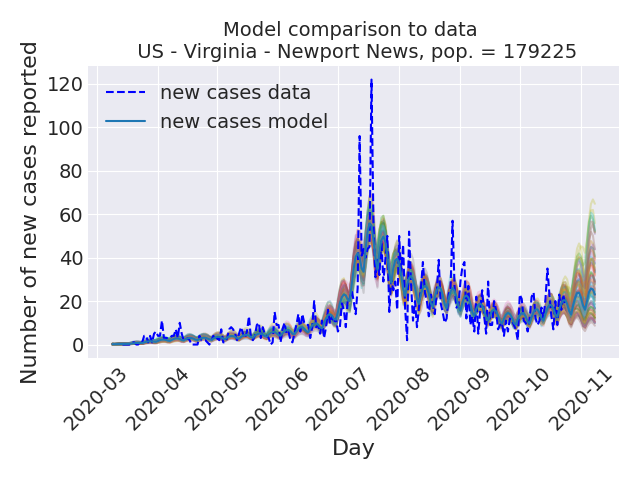 Model comparison to data
US - Virginia - Newport News, pop. = 179225
Number of new cases reported
120
100
80
60
40
20
0
new cases data
new cases model
2020-03
2020-04
2020-05
2020-06
2020-07
2020-08
2020-09
2020-10
2020-11
Day